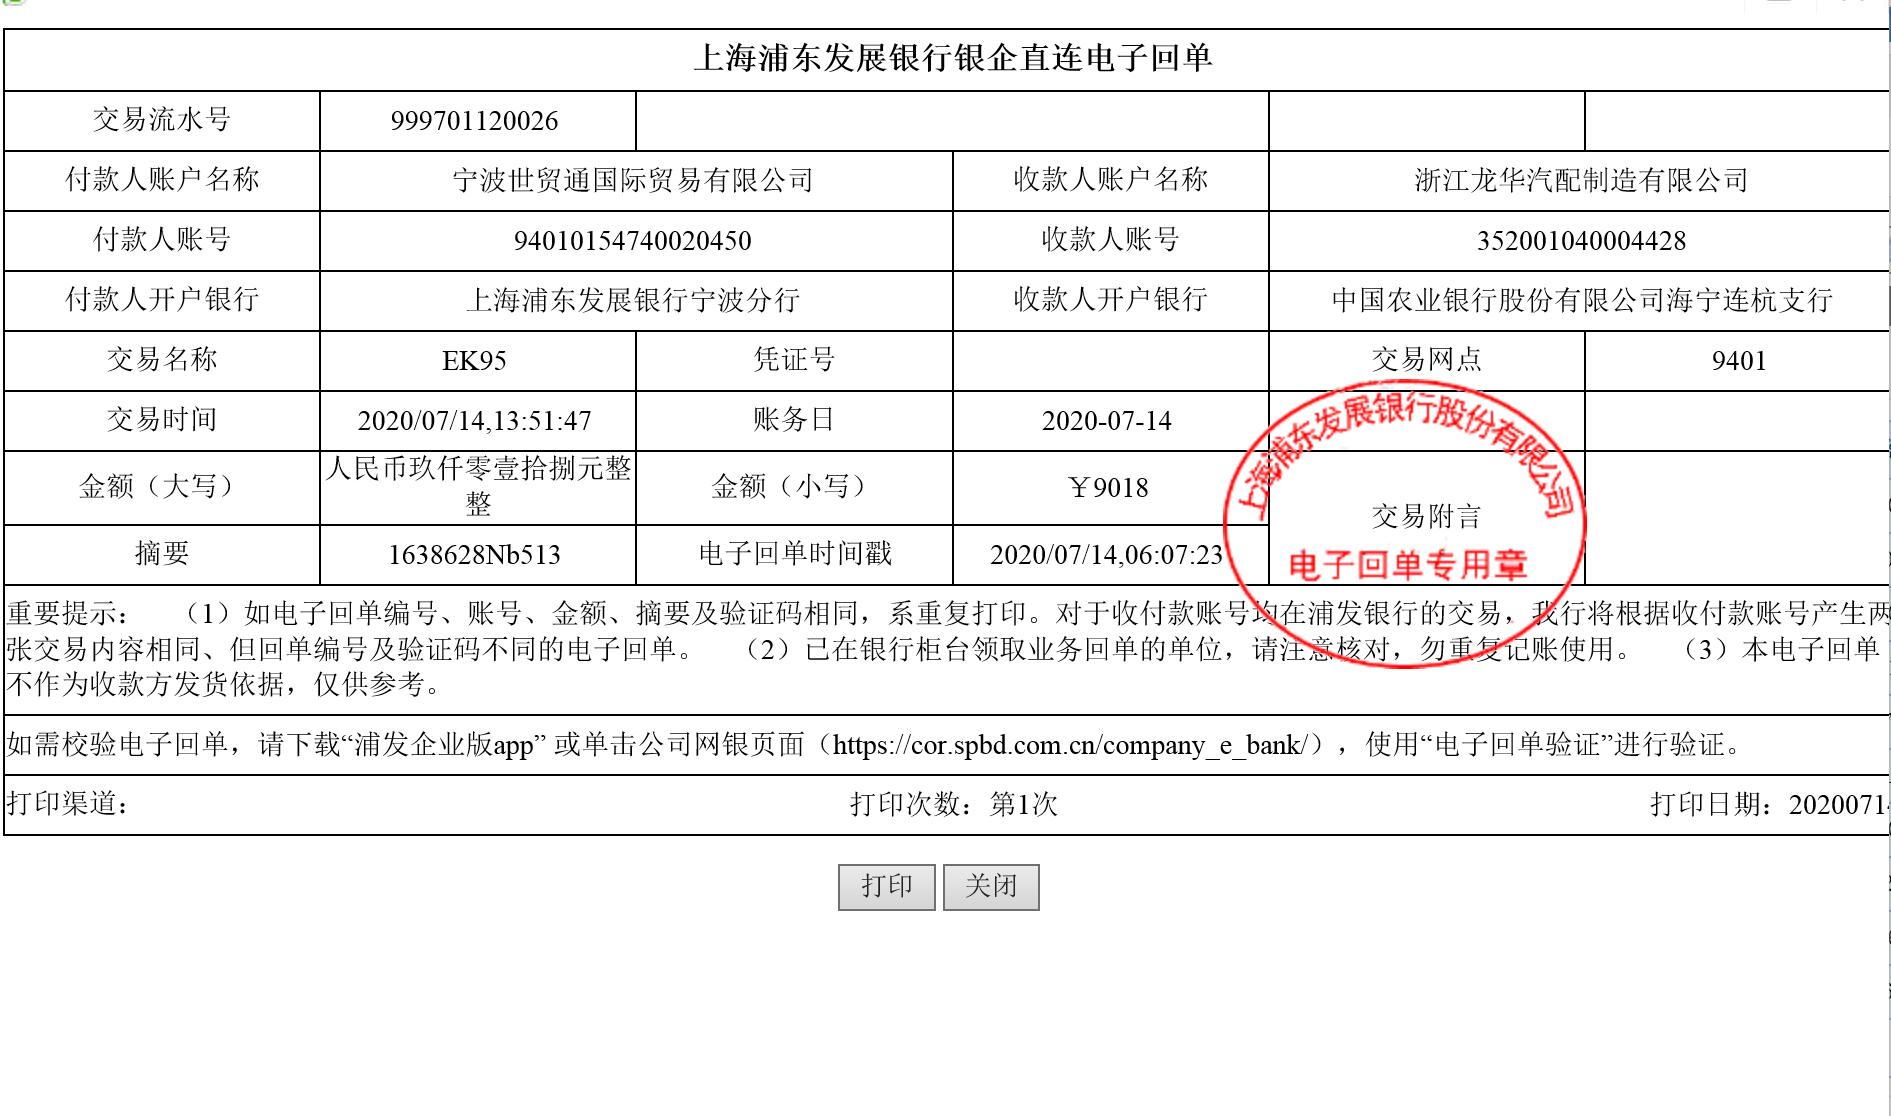 上海浦东发展银行银企直连电子回单
交易流水号 999701120026
付款人账户名称 宁波世贸通国际贸易有限公司 收款人账户名称 浙江龙华汽配制造有限公司
付款人账号 94010154740020450 收款人账号 352001040004428
付款人开户银行 上海浦东发展银行宁波分行 收款人开户银行 中国农业银行股份有限公司海宁连杭支行
交易名称 EK95 凭证号 交易网点 9401
交易时间 2020/07/14,13:51:47 账务日 2020-07-14
上海浦东发展银行股份有限公司
人民币玖仟零壹拾捌元整
金额（大写） 金额（小写） ￥9018
整
交易附言
摘要 1638628Nb513 电子回单时间戳 2020/07/14,06:07:23
电子回单专用章
重要提示： （1）如电子回单编号、账号、金额、摘要及验证码相同，系重复打印。对于收付款账号均在浦发银行的交易，我行将根据收付款账号产生两
张交易内容相同、但回单编号及验证码不同的电子回单。 （2）已在银行柜台领取业务回单的单位，请注意核对，勿重复记账使用。 （3）本电子回单
不作为收款方发货依据，仅供参考。
如需校验电子回单，请下载“浦发企业版app” 或单击公司网银页面（https://cor.spbd.com.cn/company_e_bank/），使用“电子回单验证”进行验证。
打印渠道： 打印次数：第1次 打印日期：2020071
打印 关闭